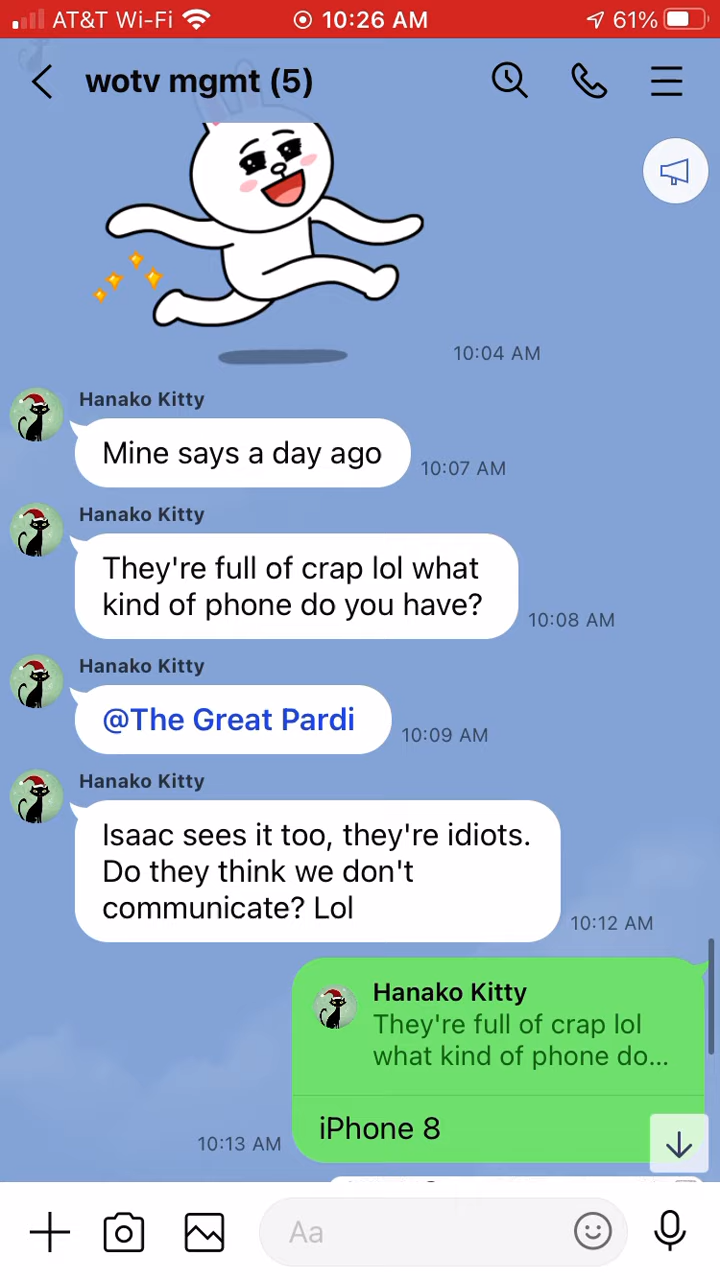 AT&T Wi-Fi 10:26 AM 61%
wotv mgmt (5)
10:04 AM
Hanako Kitty
Mine says a day ago
10:07 AM
Hanako Kitty
They're full of crap lol what
kind of phone do you have?
10:08 AM
Hanako Kitty
@The Great Pardi
10:09 AM
Hanako Kitty
Isaac sees it too, they're idiots.
Do they think we don't
communicate? Lol
10:12 AM
Hanako Kitty
They're full of crap lol
what kind of phone do...
iPhone 8
10:13 AM
Aa